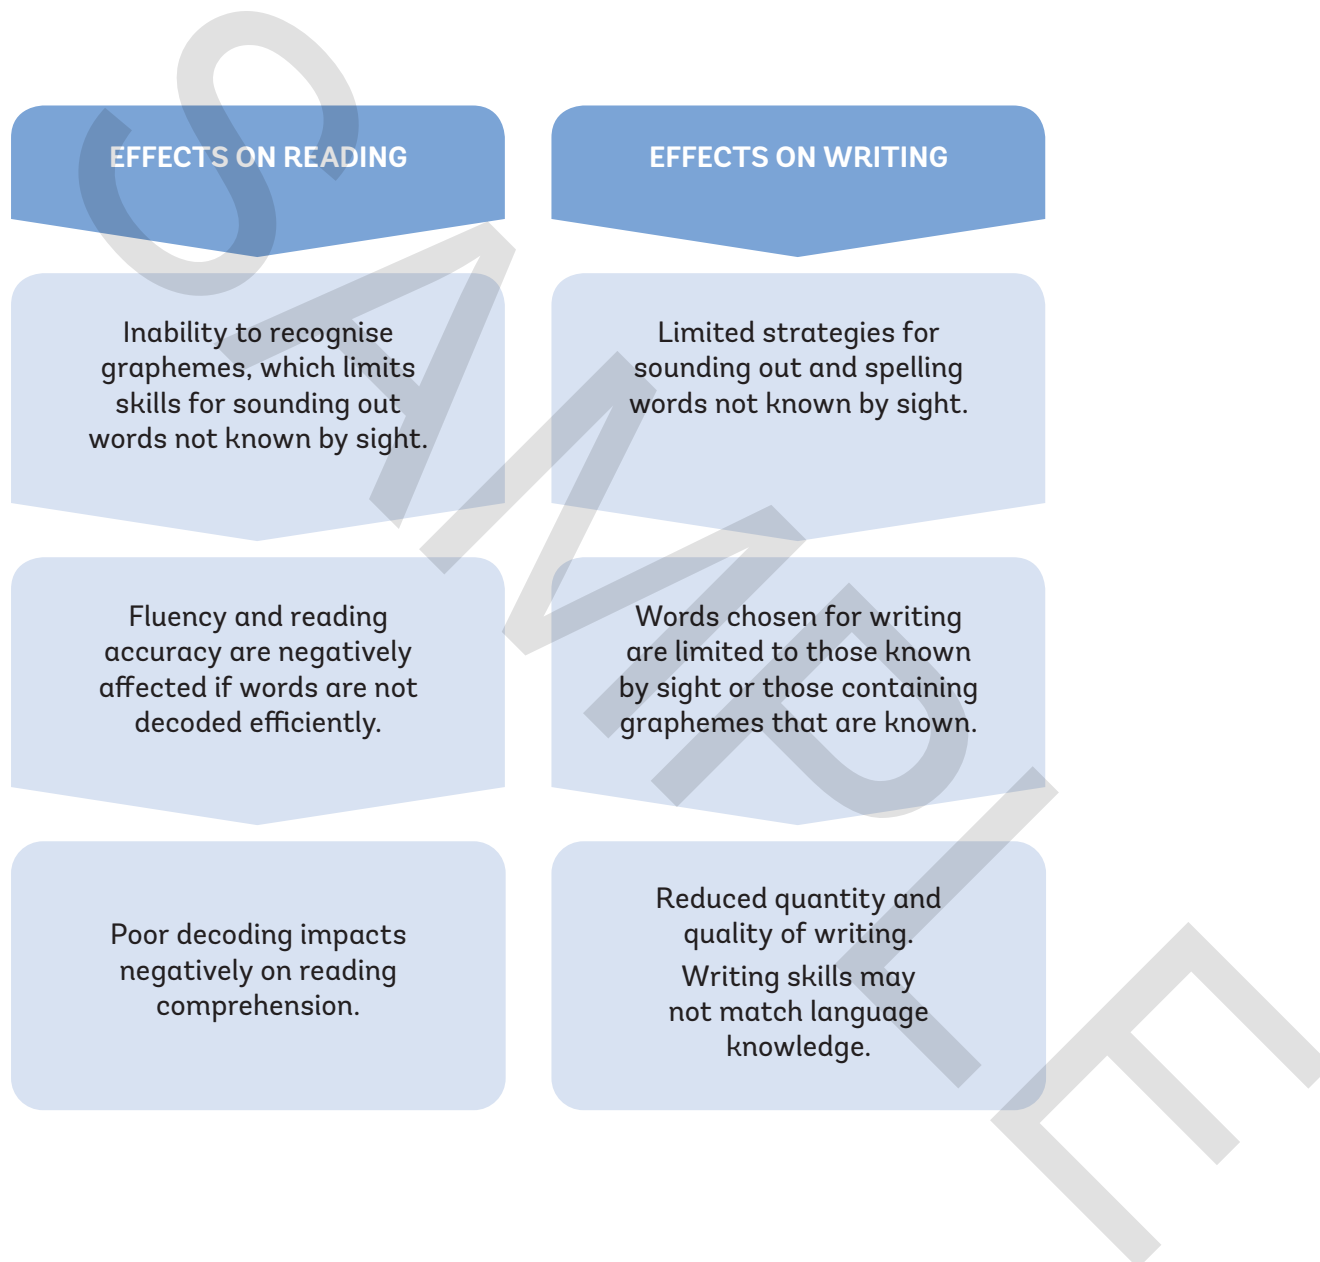 EFFECTS ON READING
Inability to recognise
graphemes, which limits
skills for sounding out
words not known by sight.
Fluency and reading
accuracy are negatively
affected if words are not
decoded efficiently.
Poor decoding impacts
negatively on reading
comprehension.
EFFECTS ON WRITING
Limited strategies for
sounding out and spelling
words not known by sight.
Words chosen for writing
are limited to those known
by sight or those containing
graphemes that are known.
Reduced quantity and
quality of writing.
Writing skills may
not match language
knowledge.
SAMPLE